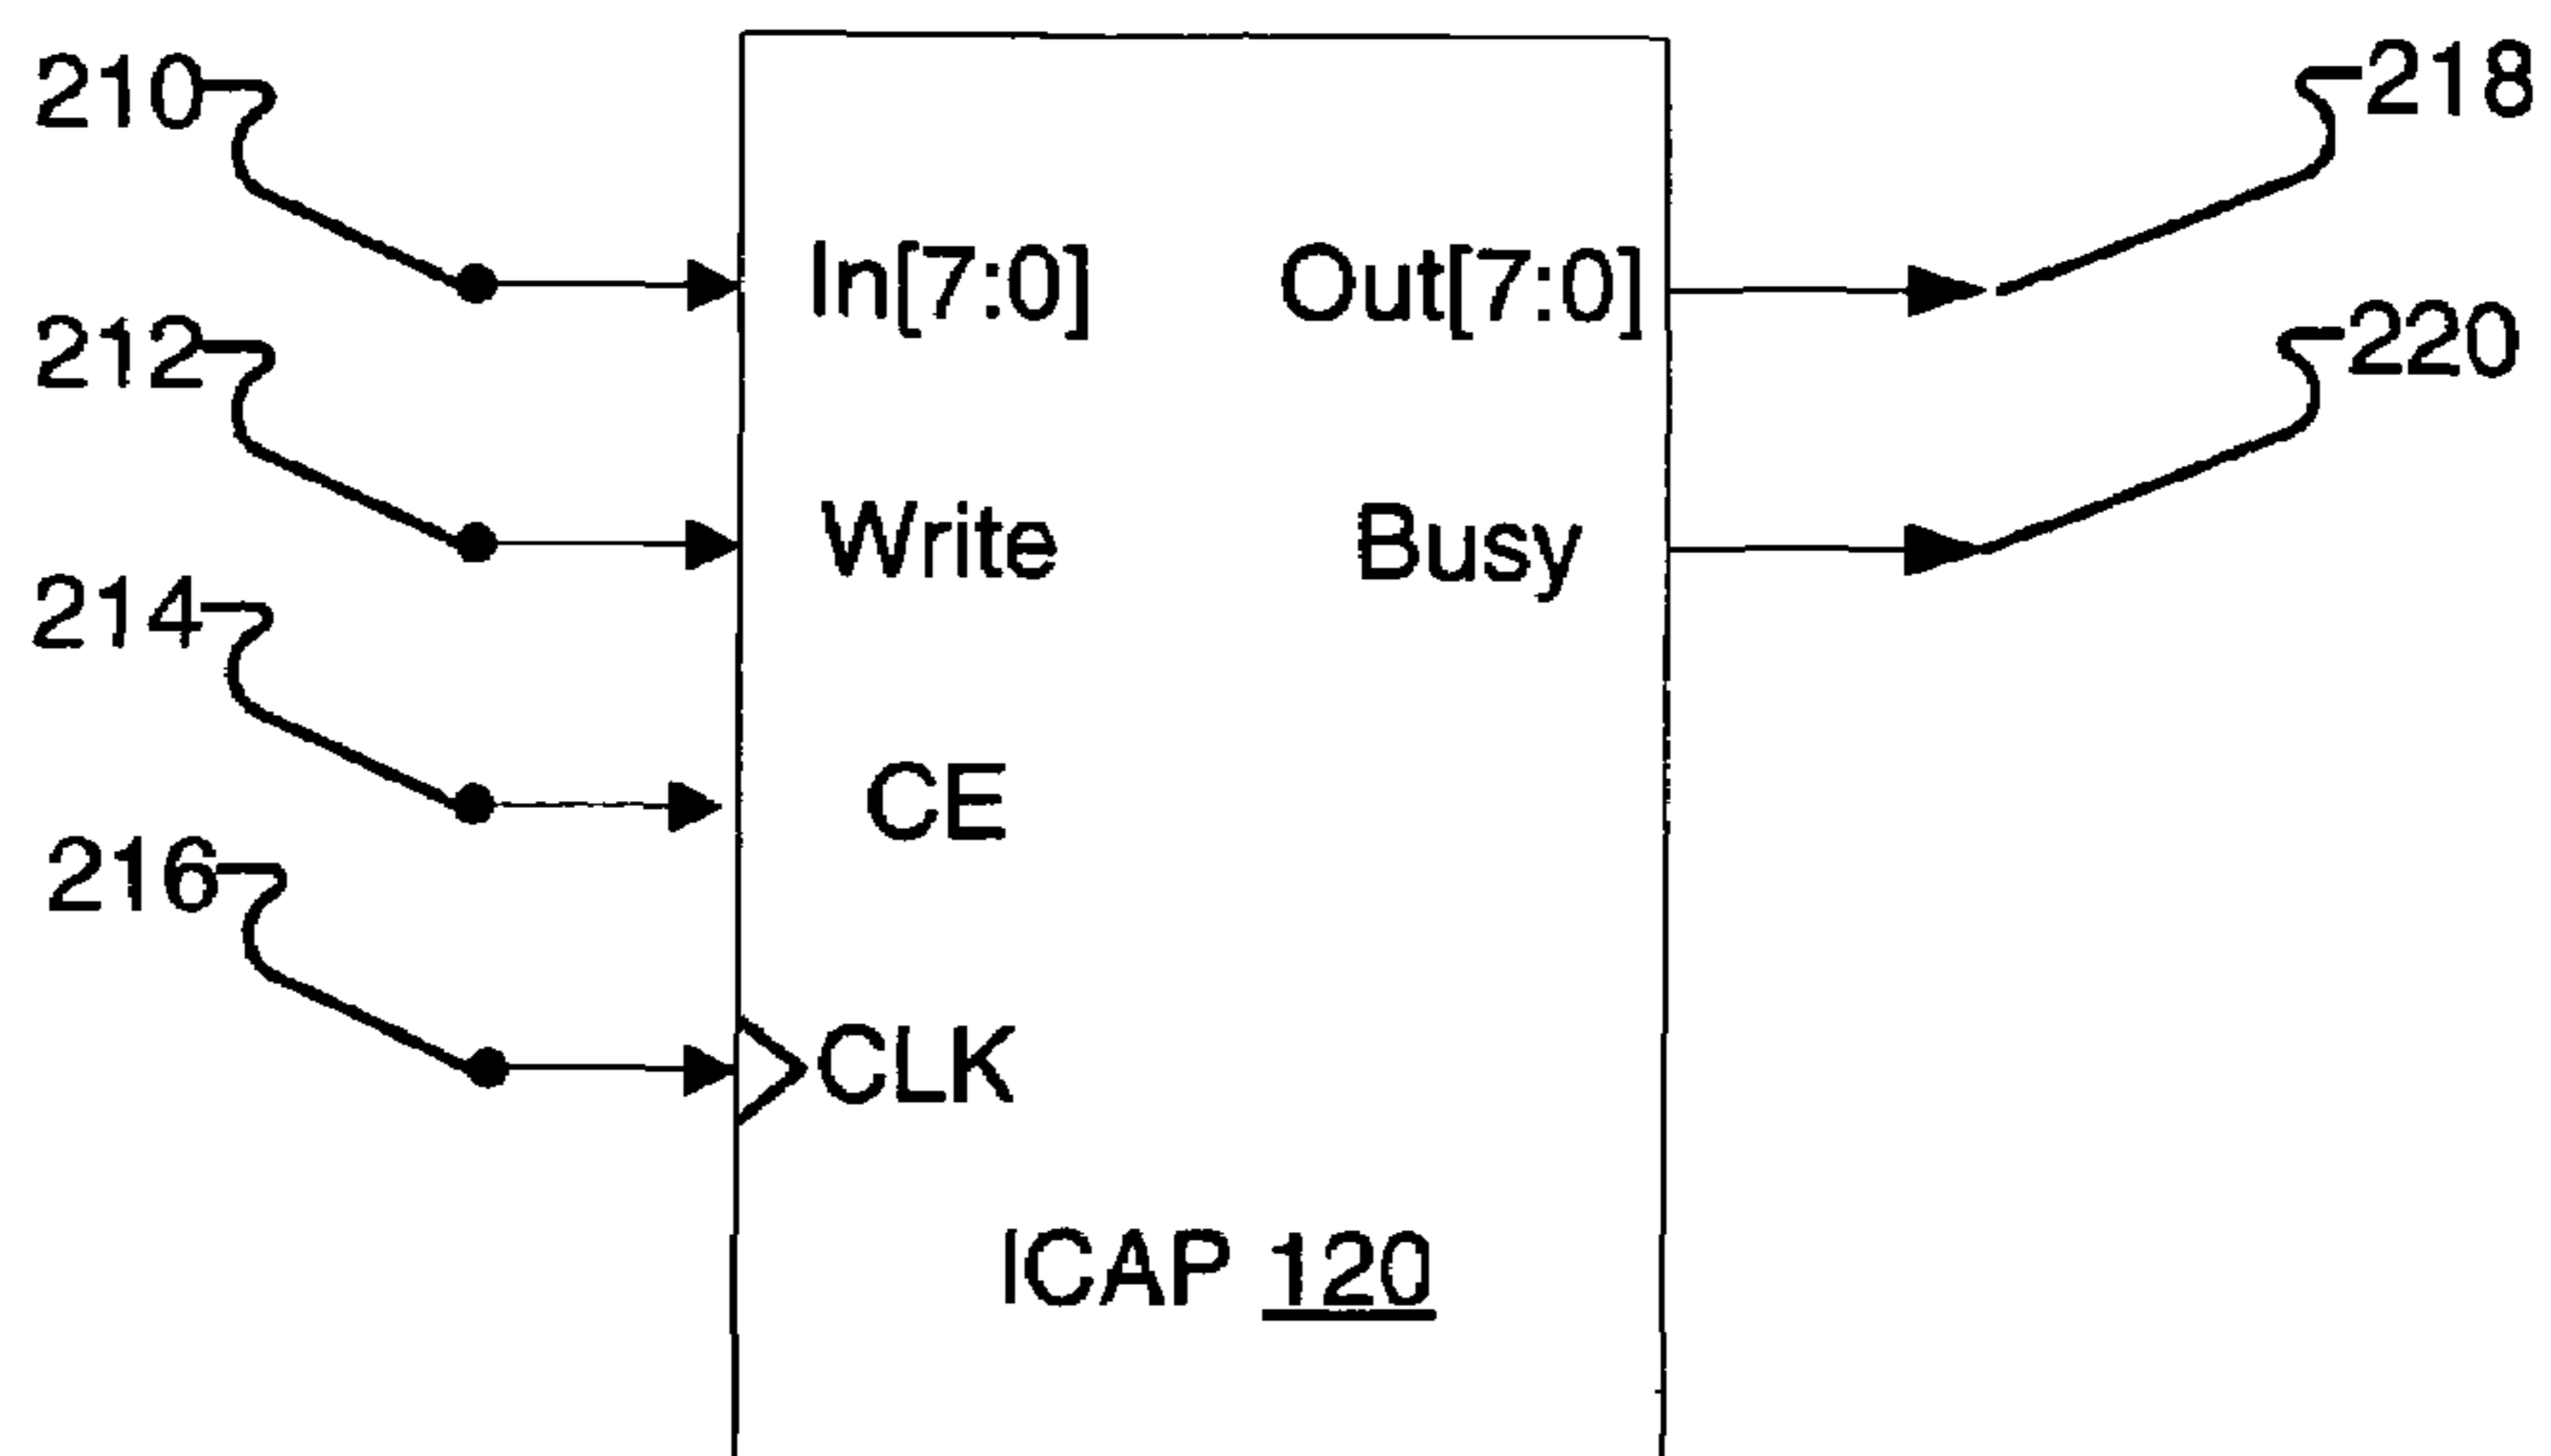 210 218
In[7:0] Out[7:0]
212 220
Write Busy
214
CE
216
CLK
ICAP 120